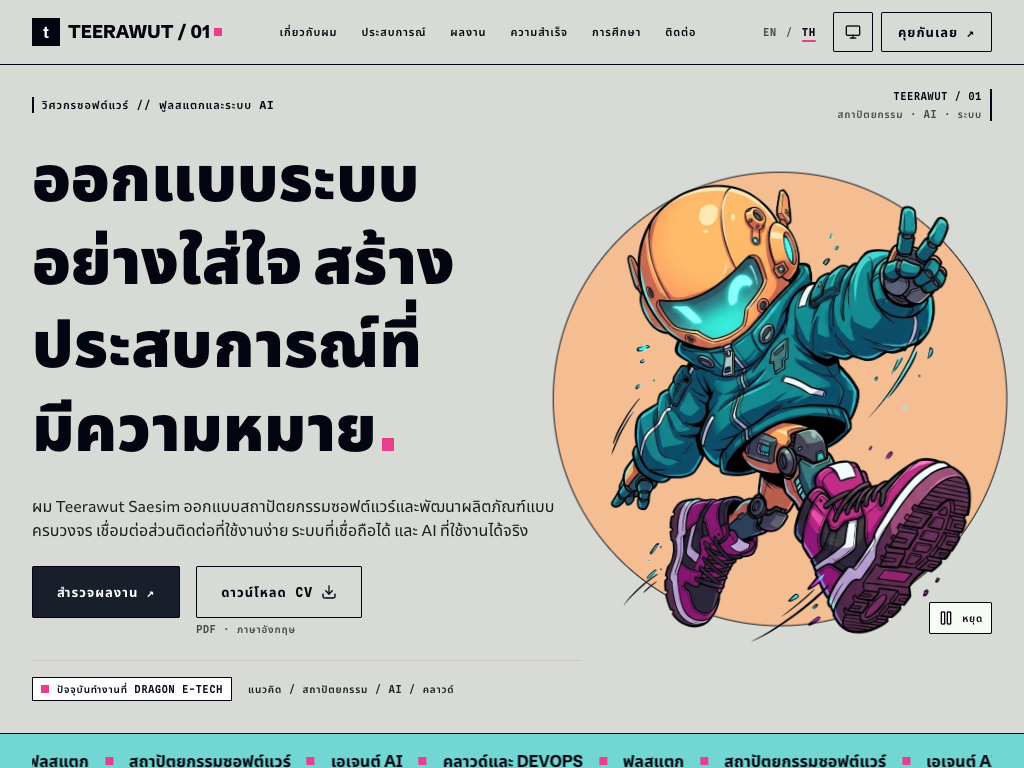 t TEERAWUT / 01
เกี่ยวกับผม ประสบการณ์ ผลงาน ความสำเร็จ การศึกษา ติดต่อ
EN / TH
คุยกันเลย ↗
วิศวกรซอฟต์แวร์ // ฟูลสแตกและระบบ AI
TEERAWUT / 01
สถาปัตยกรรม · AI · ระบบ
ออกแบบระบบ
อย่างใส่ใจ สร้าง
ประสบการณ์ที่
มีความหมาย
ผม Teerawut Saesim ออกแบบสถาปัตยกรรมซอฟต์แวร์และพัฒนาผลิตภัณฑ์แบบ
ครบวงจร เชื่อมต่อส่วนติดต่อที่ใช้งานง่าย ระบบที่เชื่อถือได้ และ AI ที่ใช้งานได้จริง
สำรวจผลงาน ↗
ดาวน์โหลด CV
PDF · ภาษาอังกฤษ
หยุด
ปัจจุบันทำงานที่ DRAGON E-TECH
แนวคิด / สถาปัตยกรรม / AI / คลาวด์
ฟูลสแตก ■ สถาปัตยกรรมซอฟต์แวร์ ■ เอเจนต์ AI ■ คลาวด์และ DEVOPS ■ ฟูลสแตก ■ สถาปัตยกรรมซอฟต์แวร์ ■ เอเจนต์ A